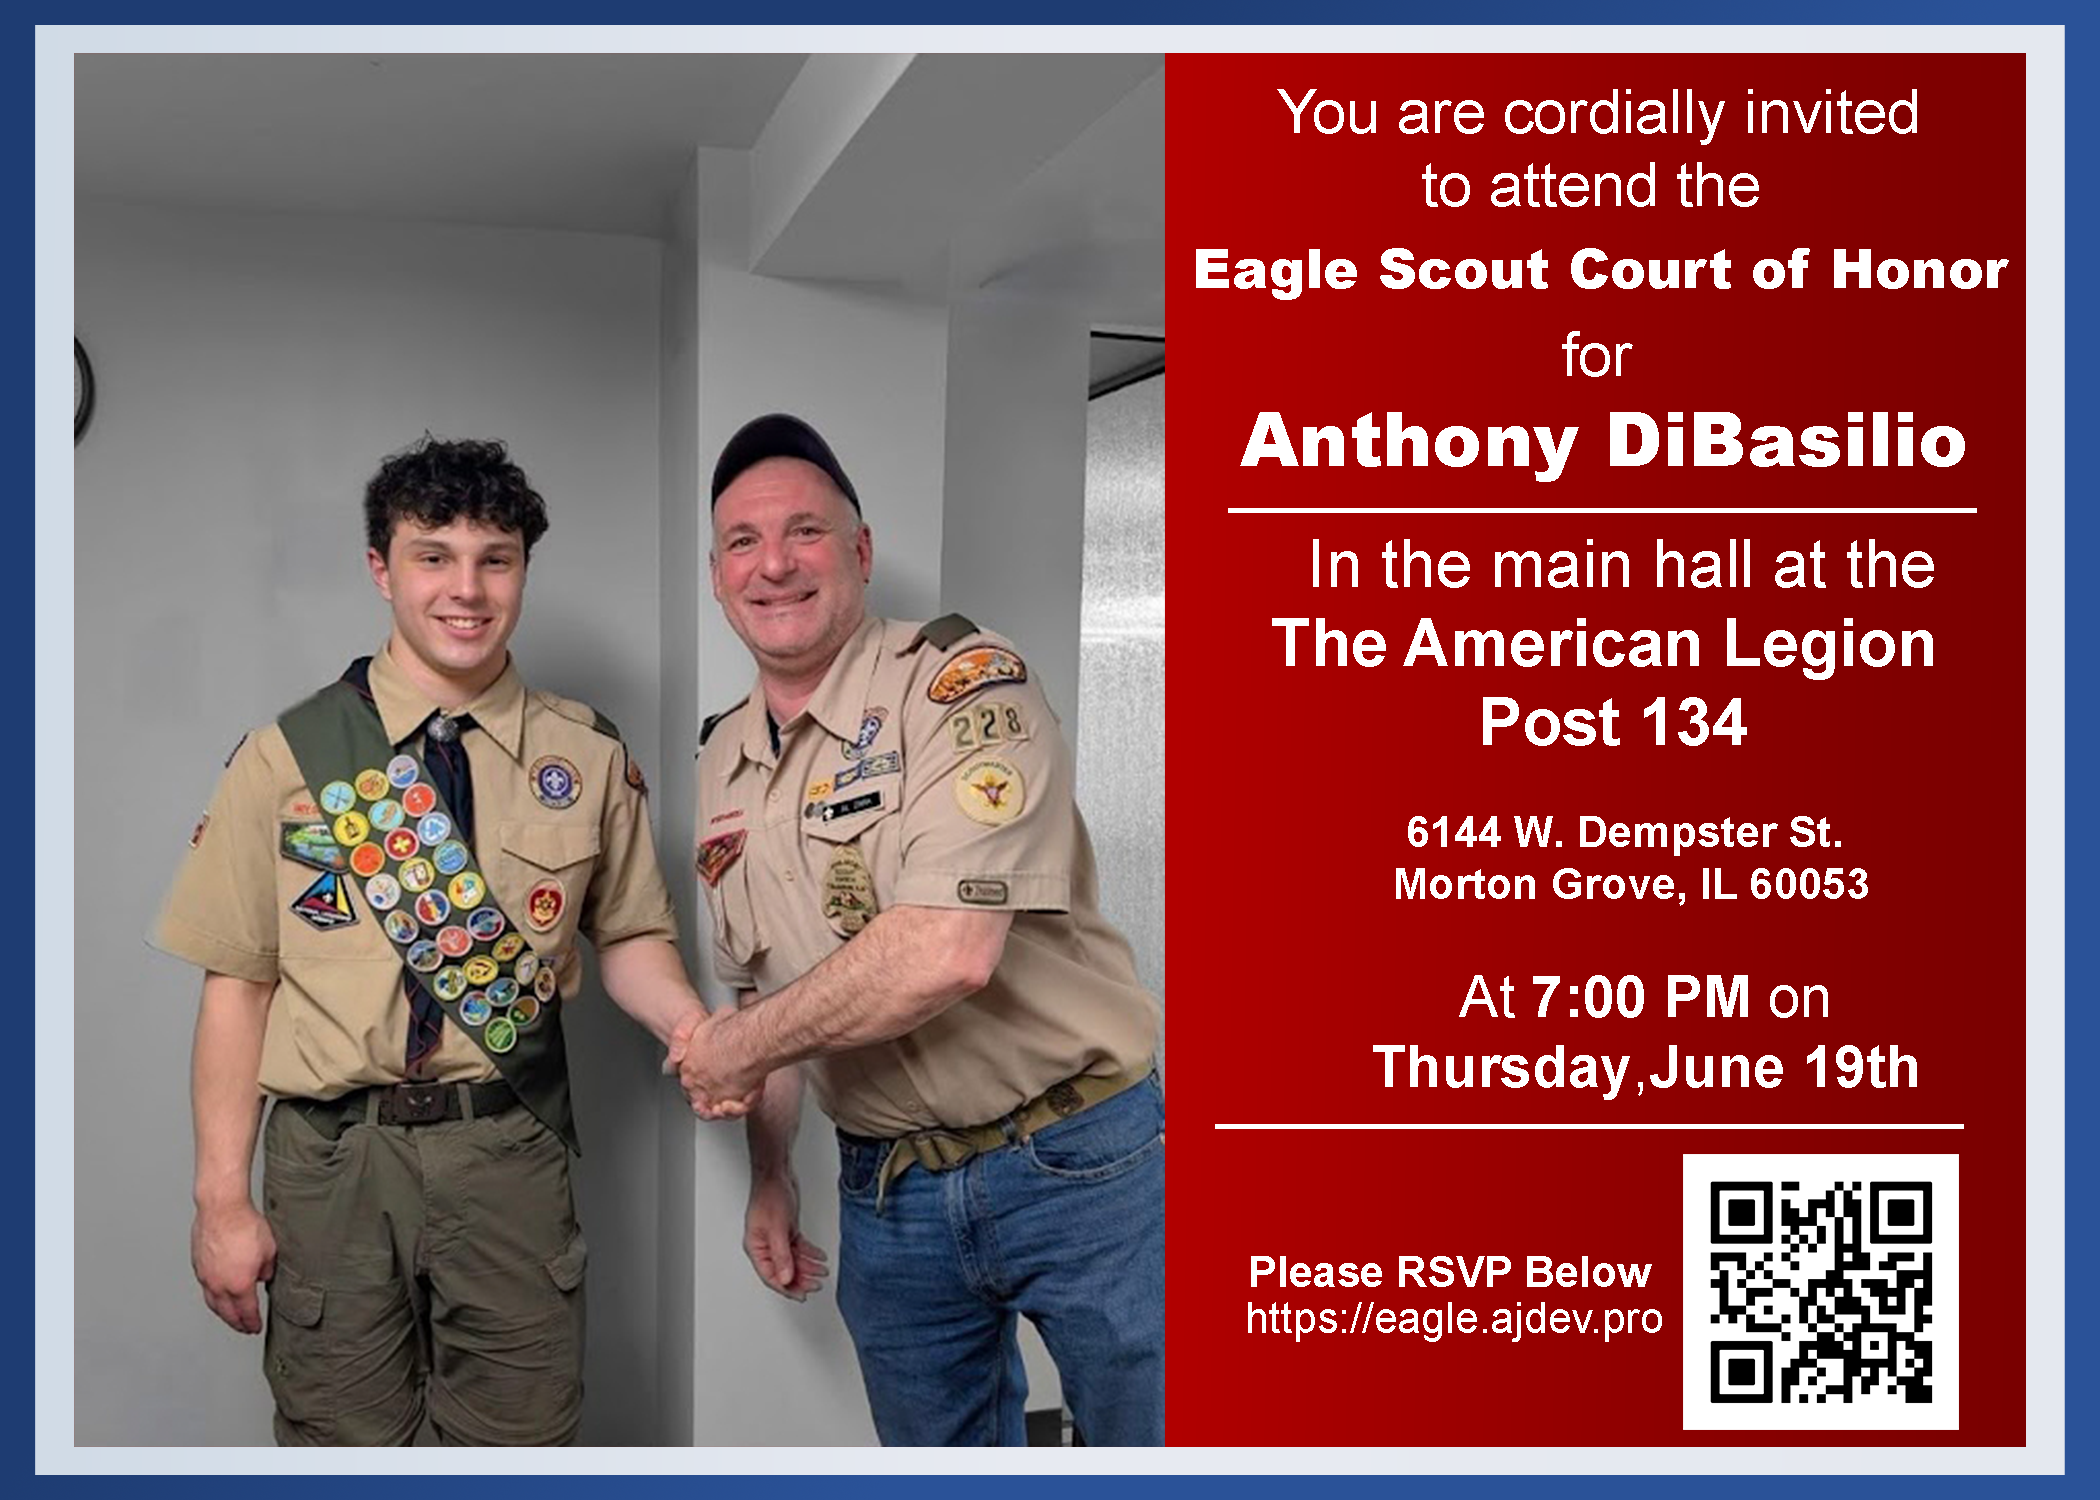 You are cordially invited
to attend the
Eagle Scout Court of Honor
for
Anthony DiBasilio
In the main hall at the
The American Legion
Post 134
6144 W. Dempster St.
Morton Grove, IL 60053
At 7:00 PM on
Thursday,June 19th
Please RSVP Below
https://eagle.ajdev.pro
228
SCOUTMASTER
Trained